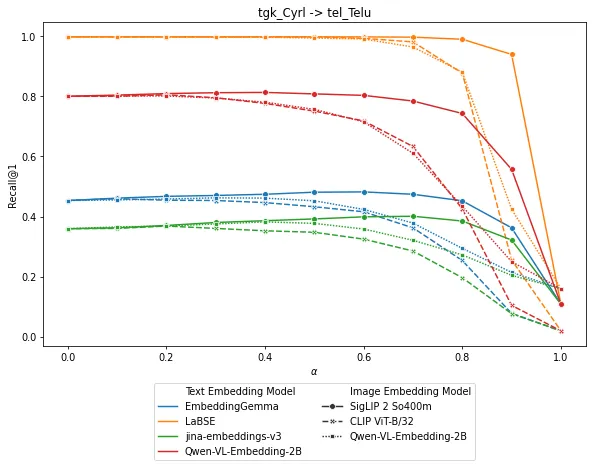 tgk_Cyrl -> tel_Telu
1.0
0.8
0.6
0.4
0.2
0.0
Recall@1
0.0 0.2 0.4 0.6 0.8 1.0
α
Text Embedding Model
EmbeddingGemma
LaBSE
jina-embeddings-v3
Qwen-VL-Embedding-2B
Image Embedding Model
SigLIP 2 So400m
CLIP ViT-B/32
Qwen-VL-Embedding-2B